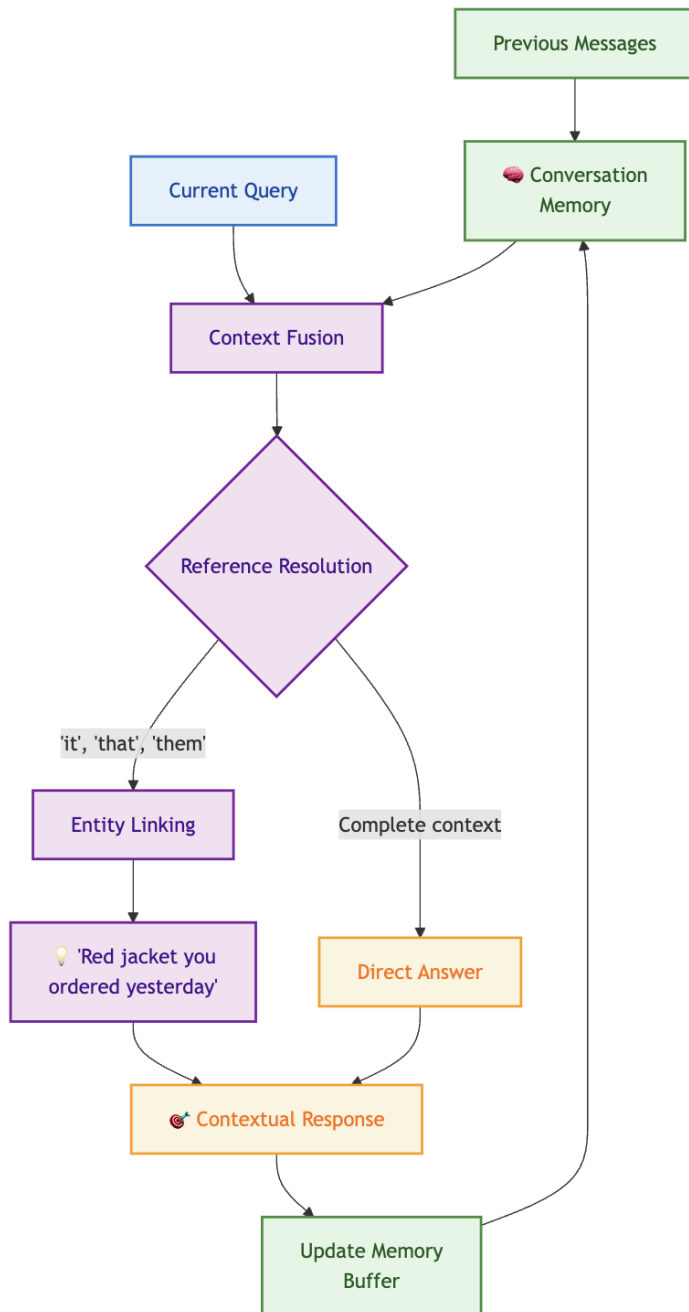 Previous Messages
🧠 Conversation
Memory
Current Query
Context Fusion
Reference Resolution
'it', 'that', 'them'
Entity Linking
Complete context
💡 'Red jacket you
ordered yesterday'
Direct Answer
🎯 Contextual Response
Update Memory
Buffer